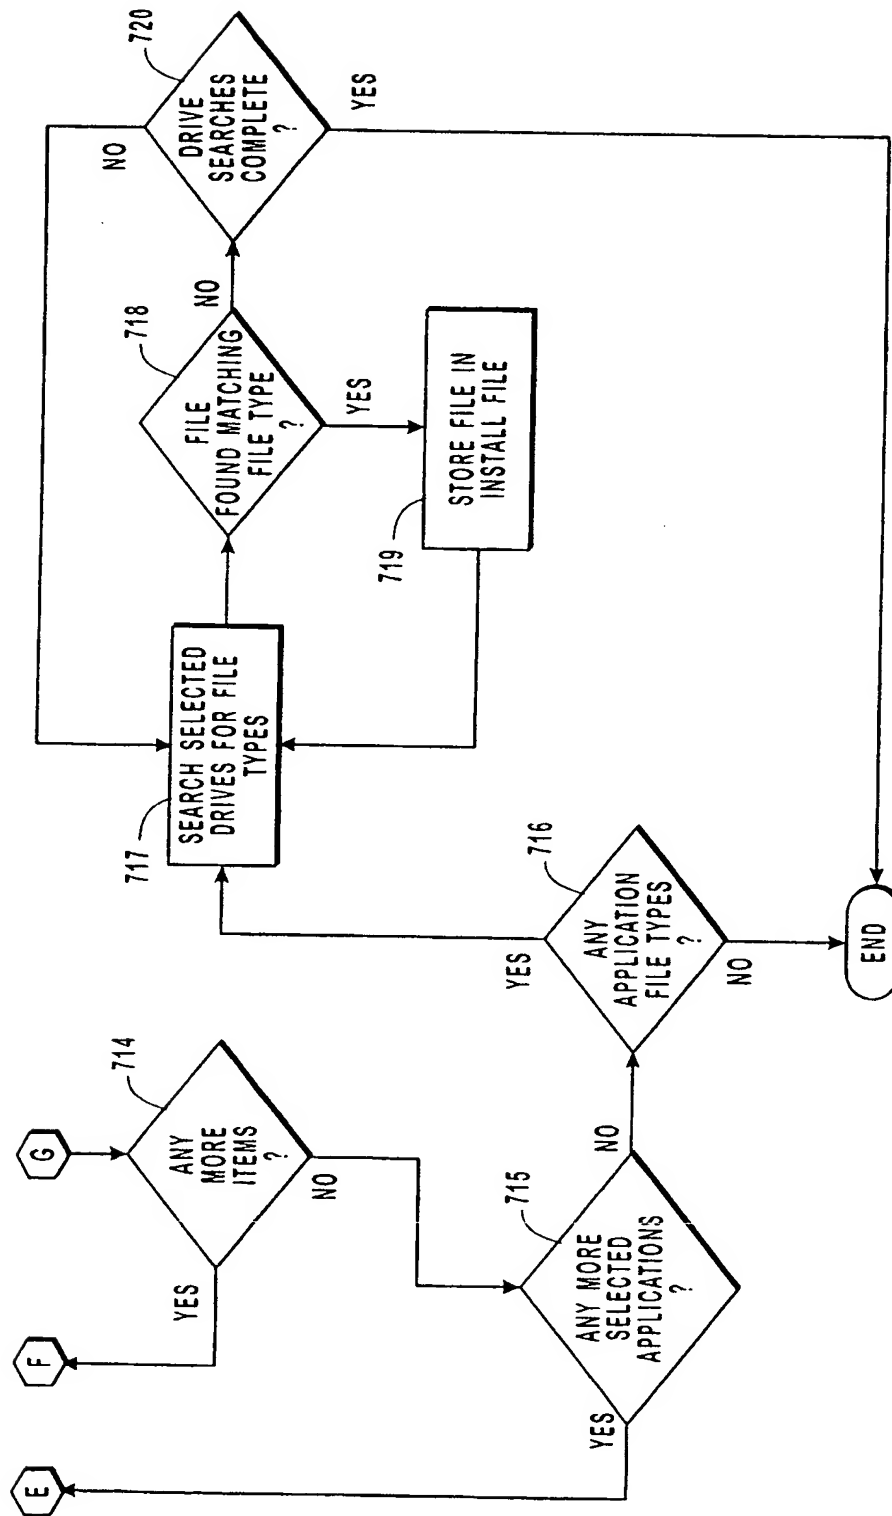 E
F
G
ANY
MORE
ITEMS
?
714
YES
NO
ANY MORE
SELECTED
APPLICATIONS
?
715
YES
NO
ANY
APPLICATION
FILE TYPES
?
716
YES
NO
END
SEARCH SELECTED
DRIVES FOR FILE
TYPES
717
FILE
FOUND MATCHING
FILE TYPE
?
718
NO
YES
STORE FILE IN
INSTALL FILE
719
DRIVE
SEARCHES
COMPLETE
?
720
NO
YES